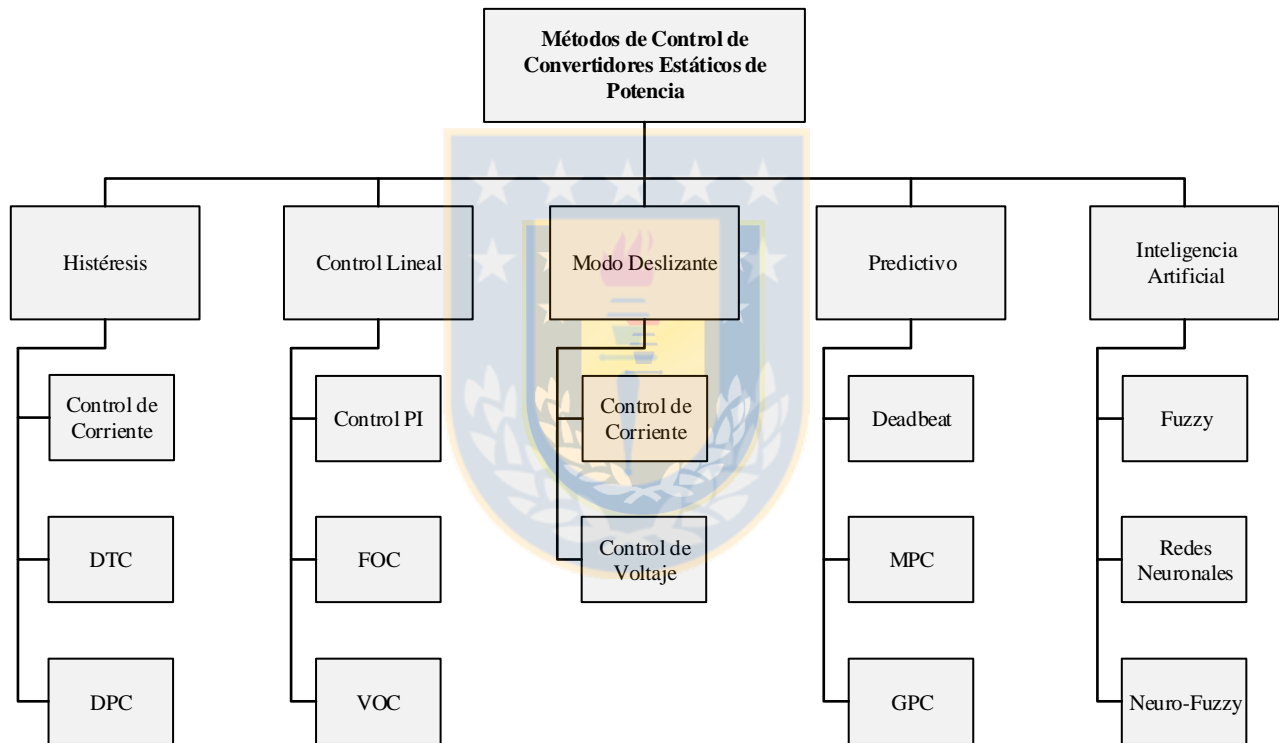 Métodos de Control de
Convertidores Estáticos de
Potencia
Histéresis
Control Lineal
Modo Deslizante
Predictivo
Inteligencia
Artificial
Control de
Corriente
Control PI
Control de
Corriente
Deadbeat
Fuzzy
DTC
FOC
Control de
Voltaje
MPC
Redes
Neuronales
DPC
VOC
GPC
Neuro-Fuzzy